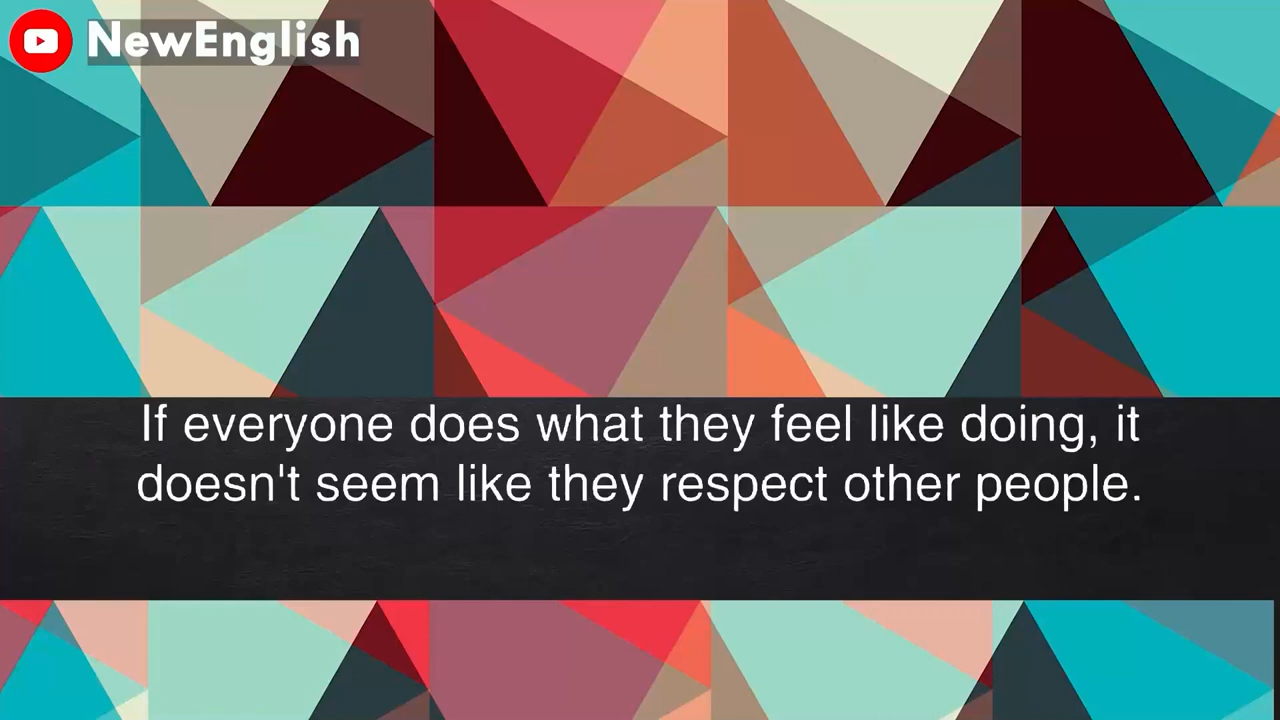 NewEnglish
If everyone does what they feel like doing, it
doesn't seem like they respect other people.